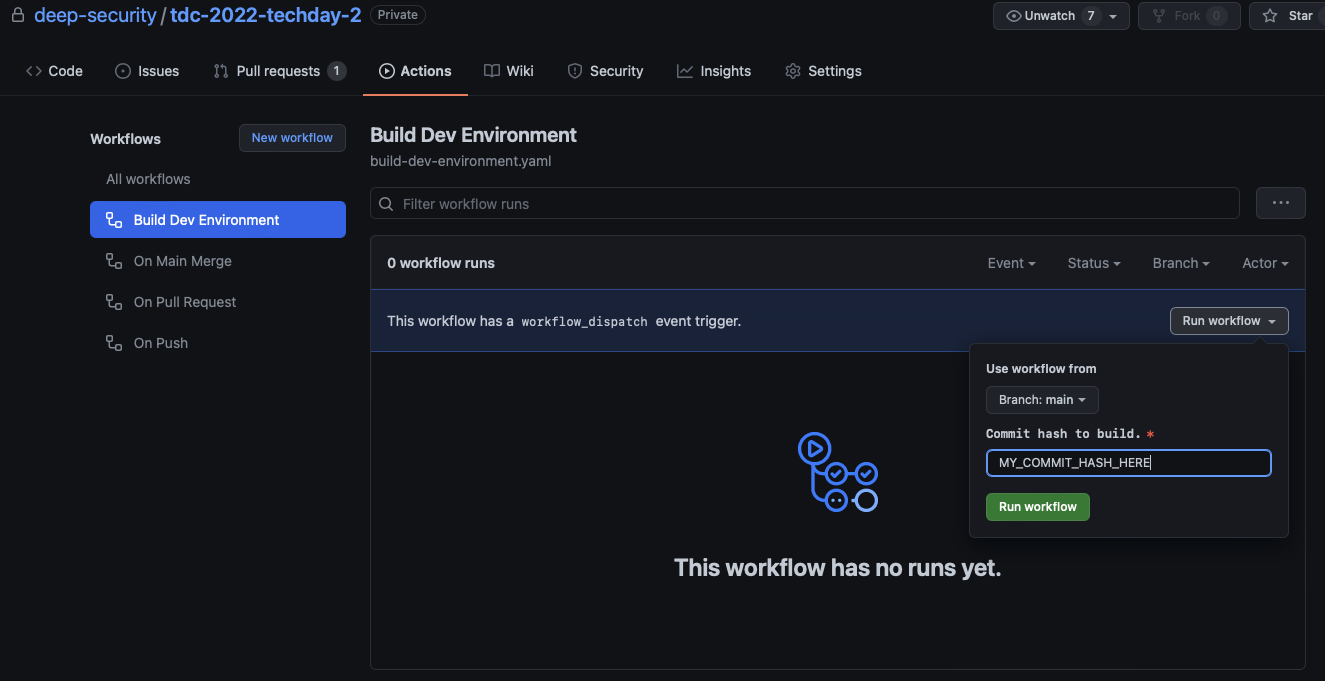 deep-security / tdc-2022-techday-2 Private
Unwatch 7 Fork 0 Star
Code Issues Pull requests 1 Actions Wiki Security Insights Settings
Workflows New workflow
All workflows
Build Dev Environment
On Main Merge
On Pull Request
On Push
Build Dev Environment
build-dev-environment.yaml
Filter workflow runs
0 workflow runs Event Status Branch Actor
This workflow has a workflow_dispatch event trigger. Run workflow
Use workflow from
Branch: main
Commit hash to build. *
MY_COMMIT_HASH_HERE
Run workflow
This workflow has no runs yet.